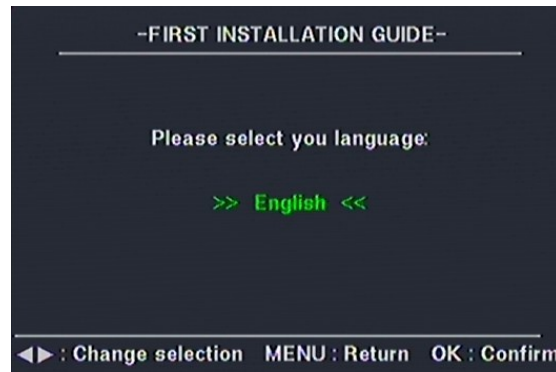 -FIRST INSTALLATION GUIDE-
Please select you language:
>> English <<
◀▶ : Change selection MENU : Return OK : Confirm